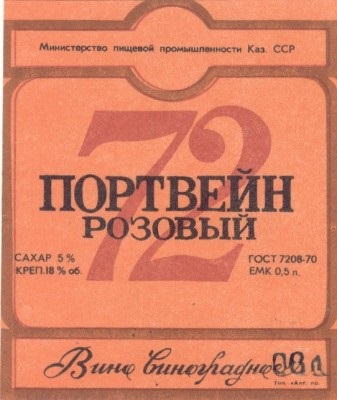 Министерство пищевой промышленности Каз. ССР
72
ПОРТВЕЙН
РОЗОВЫЙ
САХАР 5 %
КРЕП. 18 % об.
ГОСТ 7208-70
ЕМК 0,5 л.
Вино виноградное